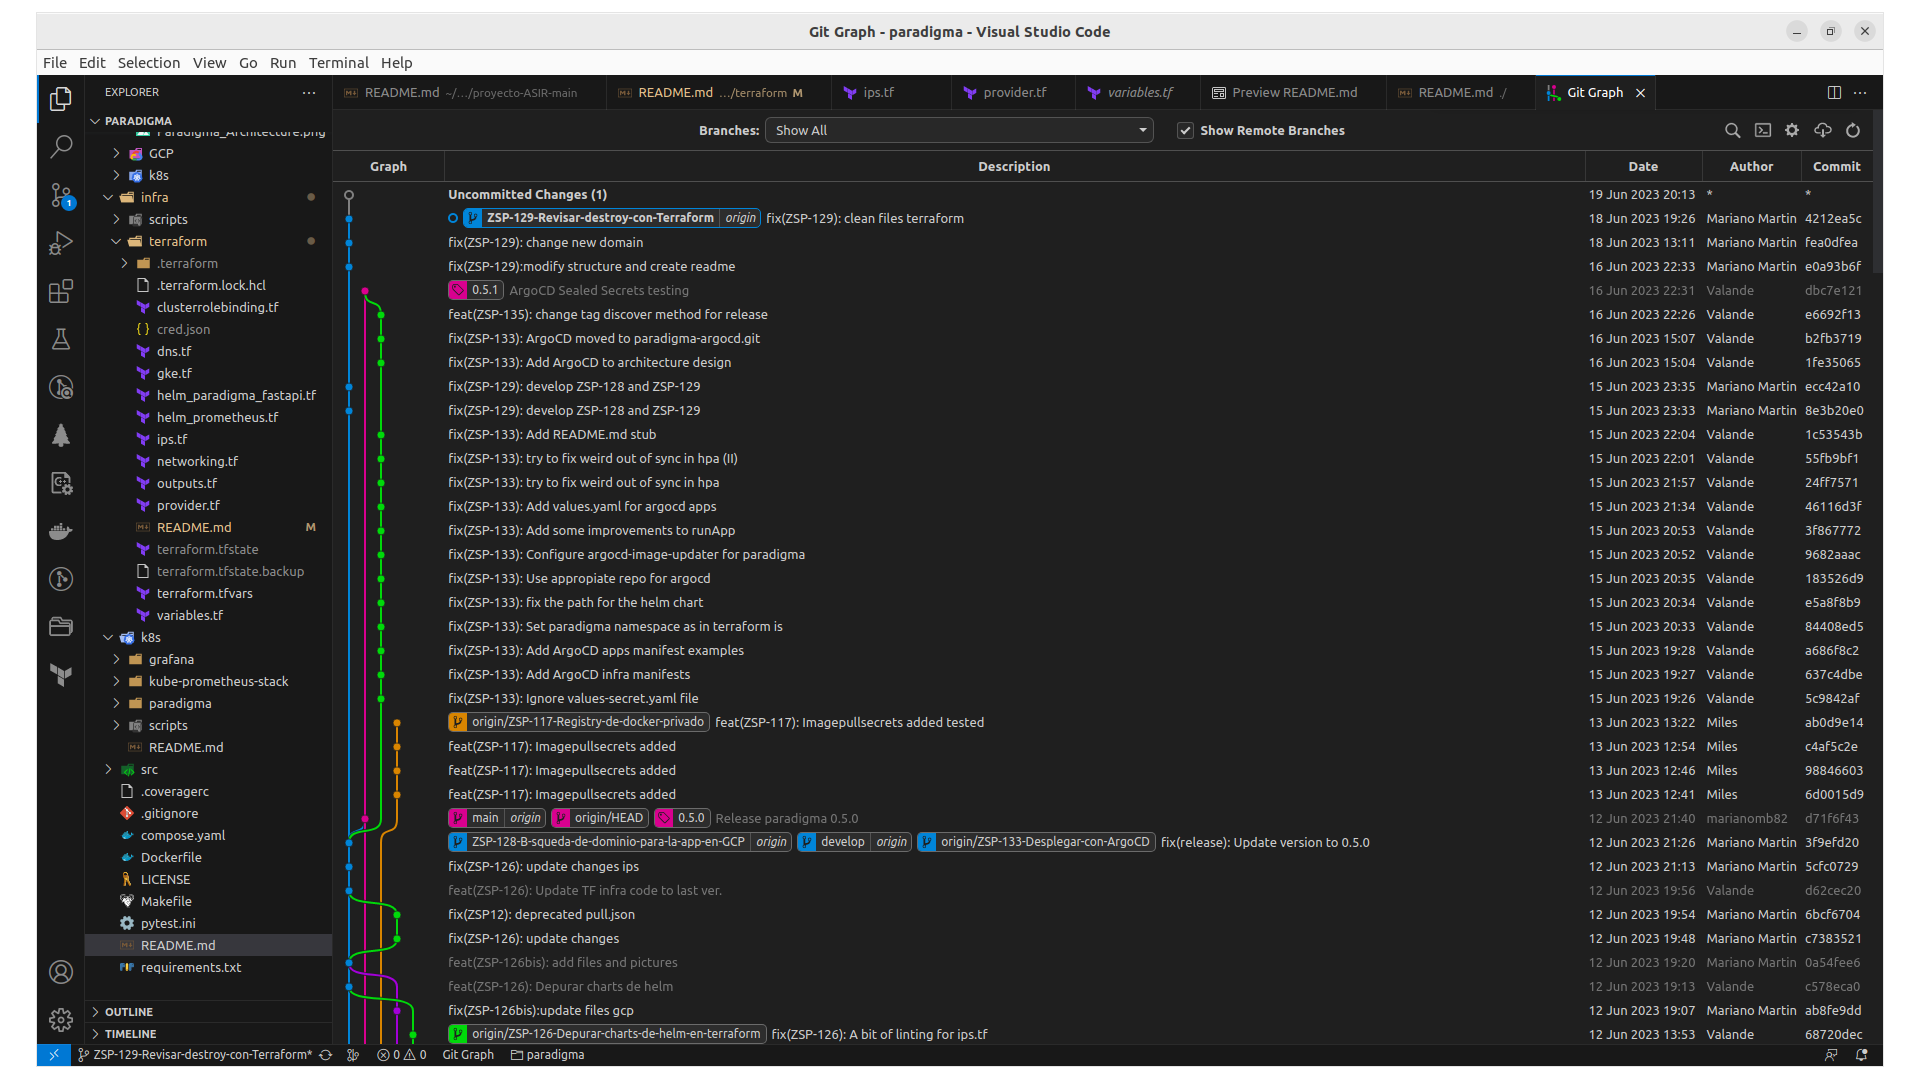 Git Graph - paradigma - Visual Studio Code
File Edit Selection View Go Run Terminal Help
EXPLORER
README.md ~/.../proyecto-ASIR-main
README.md .../terraform M
ips.tf
provider.tf
variables.tf
Preview README.md
README.md ./
Git Graph
PARADIGMA
Paradigma_Architecture.png
GCP
k8s
infra
scripts
terraform
.terraform
.terraform.lock.hcl
clusterrolebinding.tf
cred.json
dns.tf
gke.tf
helm_paradigma_fastapi.tf
helm_prometheus.tf
ips.tf
networking.tf
outputs.tf
provider.tf
README.md M
terraform.tfstate
terraform.tfstate.backup
terraform.tfvars
variables.tf
k8s
grafana
kube-prometheus-stack
paradigma
scripts
README.md
src
.coveragerc
.gitignore
compose.yaml
Dockerfile
LICENSE
Makefile
pytest.ini
README.md
requirements.txt
OUTLINE
TIMELINE
1
Branches: Show All Show Remote Branches
Graph Description Date Author Commit
Uncommitted Changes (1) 19 Jun 2023 20:13 * *
ZSP-129-Revisar-destroy-con-Terraform origin fix(ZSP-129): clean files terraform 18 Jun 2023 19:26 Mariano Martin 4212ea5c
fix(ZSP-129): change new domain 18 Jun 2023 13:11 Mariano Martin fea0dfea
fix(ZSP-129):modify structure and create readme 16 Jun 2023 22:33 Mariano Martin e0a93b6f
0.5.1 ArgoCD Sealed Secrets testing 16 Jun 2023 22:31 Valande dbc7e121
feat(ZSP-135): change tag discover method for release 16 Jun 2023 22:26 Valande e6692f13
fix(ZSP-133): ArgoCD moved to paradigma-argocd.git 16 Jun 2023 15:07 Valande b2fb3719
fix(ZSP-133): Add ArgoCD to architecture design 16 Jun 2023 15:04 Valande 1fe35065
fix(ZSP-129): develop ZSP-128 and ZSP-129 15 Jun 2023 23:35 Mariano Martin ecc42a10
fix(ZSP-129): develop ZSP-128 and ZSP-129 15 Jun 2023 23:33 Mariano Martin 8e3b20e0
fix(ZSP-133): Add README.md stub 15 Jun 2023 22:04 Valande 1c53543b
fix(ZSP-133): try to fix weird out of sync in hpa (II) 15 Jun 2023 22:01 Valande 55fb9bf1
fix(ZSP-133): try to fix weird out of sync in hpa 15 Jun 2023 21:57 Valande 24ff7571
fix(ZSP-133): Add values.yaml for argocd apps 15 Jun 2023 21:34 Valande 46116d3f
fix(ZSP-133): Add some improvements to runApp 15 Jun 2023 20:53 Valande 3f867772
fix(ZSP-133): Configure argocd-image-updater for paradigma 15 Jun 2023 20:52 Valande 9682aaac
fix(ZSP-133): Use appropiate repo for argocd 15 Jun 2023 20:35 Valande 183526d9
fix(ZSP-133): fix the path for the helm chart 15 Jun 2023 20:34 Valande e5a8f8b9
fix(ZSP-133): Set paradigma namespace as in terraform is 15 Jun 2023 20:33 Valande 84408ed5
fix(ZSP-133): Add ArgoCD apps manifest examples 15 Jun 2023 19:28 Valande a686f8c2
fix(ZSP-133): Add ArgoCD infra manifests 15 Jun 2023 19:27 Valande 637c4dbe
fix(ZSP-133): Ignore values-secret.yaml file 15 Jun 2023 19:26 Valande 5c9842af
origin/ZSP-117-Registry-de-docker-privado feat(ZSP-117): Imagepullsecrets added tested 13 Jun 2023 13:22 Miles ab0d9e14
feat(ZSP-117): Imagepullsecrets added 13 Jun 2023 12:54 Miles c4af5c2e
feat(ZSP-117): Imagepullsecrets added 13 Jun 2023 12:46 Miles 98846603
feat(ZSP-117): Imagepullsecrets added 13 Jun 2023 12:41 Miles 6d0015d9
main origin origin/HEAD 0.5.0 Release paradigma 0.5.0 12 Jun 2023 21:40 marianomb82 d71f6f43
ZSP-128-B-squeda-de-dominio-para-la-app-en-GCP origin develop origin origin/ZSP-133-Desplegar-con-ArgoCD fix(release): Update version to 0.5.0 12 Jun 2023 21:26 Mariano Martin 3f9efd20
fix(ZSP-126): update changes ips 12 Jun 2023 21:13 Mariano Martin 5cfc0729
feat(ZSP-126): Update TF infra code to last ver. 12 Jun 2023 19:56 Valande d62cec20
fix(ZSP12): deprecated pull.json 12 Jun 2023 19:54 Mariano Martin 6bcf6704
fix(ZSP-126): update changes 12 Jun 2023 19:48 Mariano Martin c7383521
feat(ZSP-126bis): add files and pictures 12 Jun 2023 19:20 Mariano Martin 0a54fee6
feat(ZSP-126): Depurar charts de helm 12 Jun 2023 19:13 Valande c578eca0
fix(ZSP-126bis):update files gcp 12 Jun 2023 19:07 Mariano Martin ab8fe9dd
origin/ZSP-126-Depurar-charts-de-helm-en-terraform fix(ZSP-126): A bit of linting for ips.tf 12 Jun 2023 13:53 Valande 68720dec
ZSP-129-Revisar-destroy-con-Terraform* 0 0 Git Graph paradigma